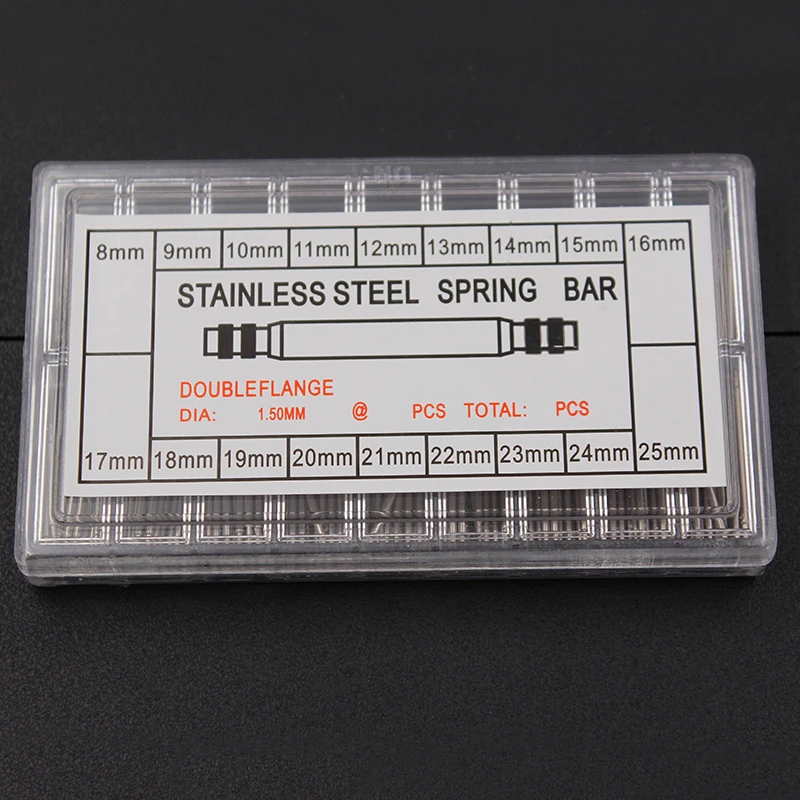 8mm 9mm 10mm 11mm 12mm 13mm 14mm 15mm 16mm
STAINLESS STEEL SPRING BAR
DOUBLEFLANGE
DIA: 1.50MM @ PCS TOTAL: PCS
17mm 18mm 19mm 20mm 21mm 22mm 23mm 24mm 25mm